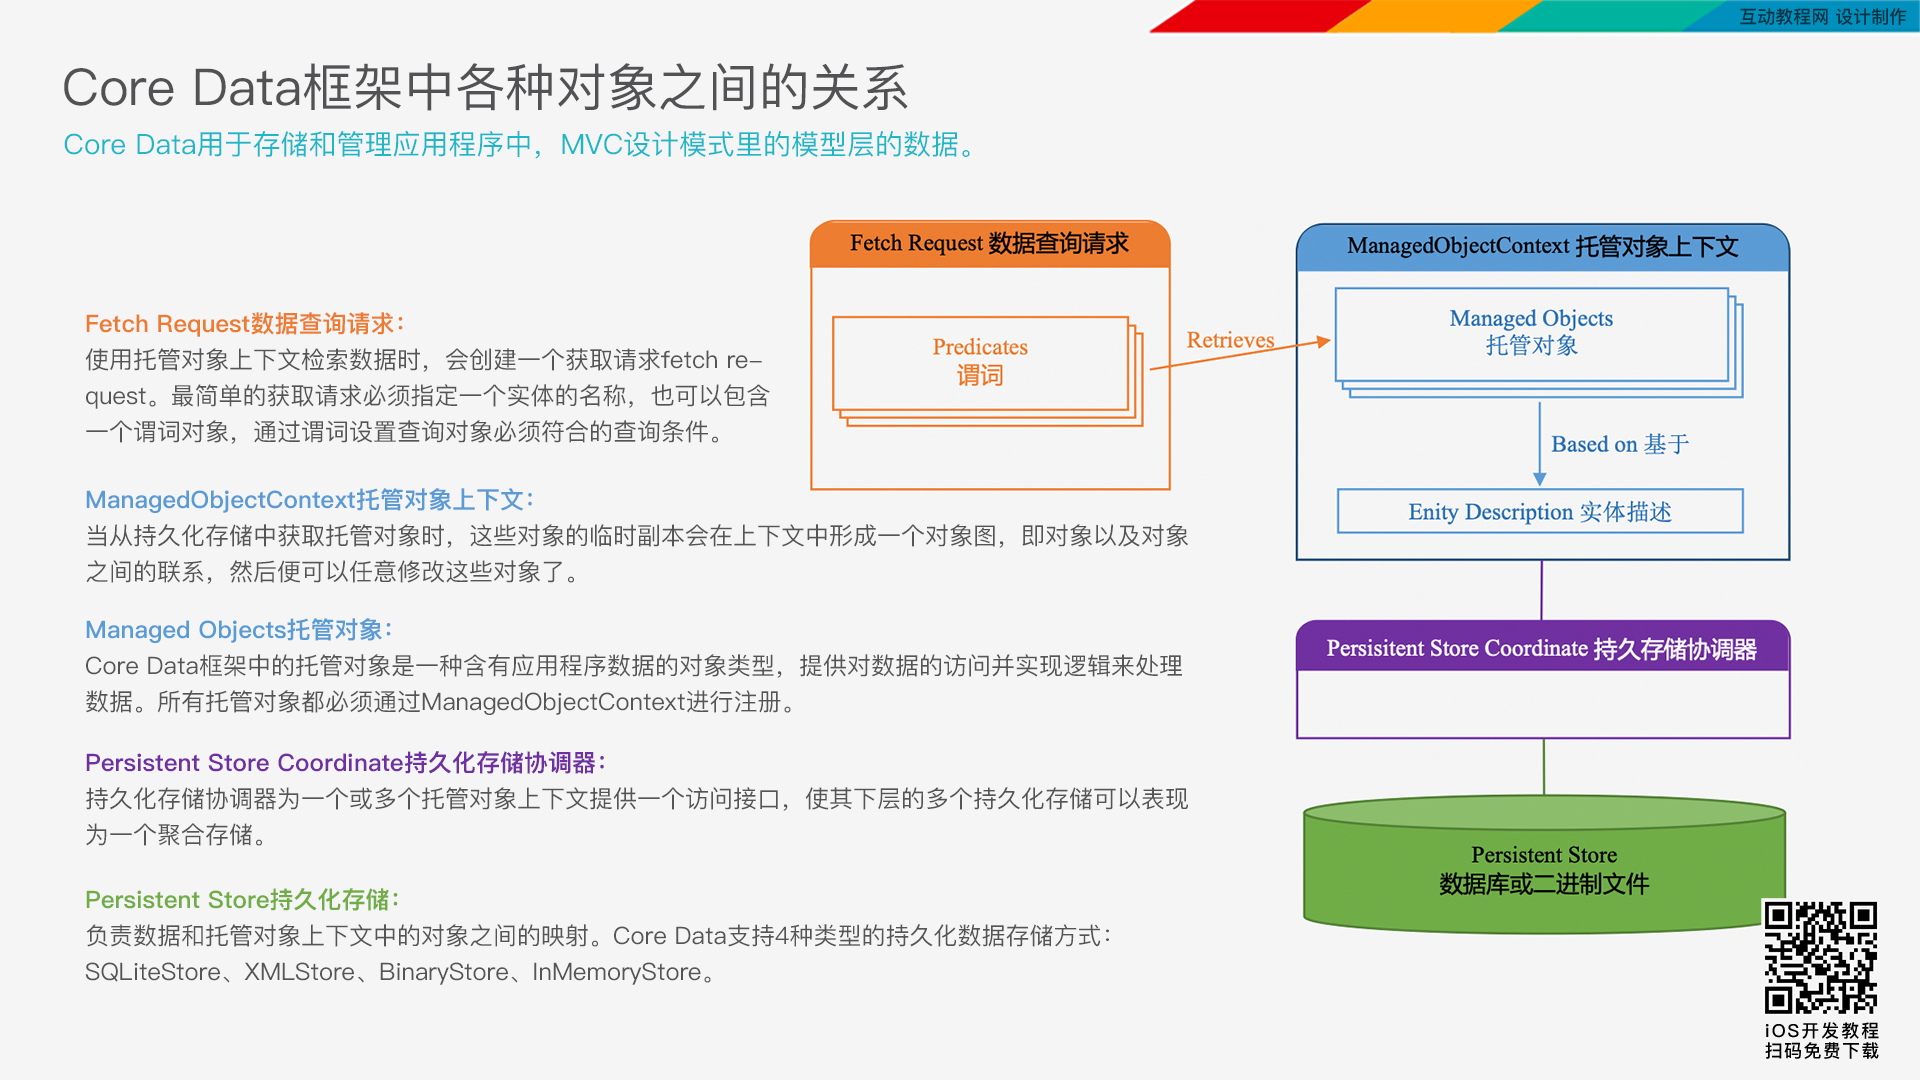 互动教程网 设计制作
Core Data框架中各种对象之间的关系
Core Data用于存储和管理应用程序中，MVC设计模式里的模型层的数据。
Fetch Request数据查询请求：
使用托管对象上下文检索数据时，会创建一个获取请求fetch re-
quest。最简单的获取请求必须指定一个实体的名称，也可以包含
一个谓词对象，通过谓词设置查询对象必须符合的查询条件。
ManagedObjectContext托管对象上下文：
当从持久化存储中获取托管对象时，这些对象的临时副本会在上下文中形成一个对象图，即对象以及对象
之间的联系，然后便可以任意修改这些对象了。
Managed Objects托管对象：
Core Data框架中的托管对象是一种含有应用程序数据的对象类型，提供对数据的访问并实现逻辑来处理
数据。所有托管对象都必须通过ManagedObjectContext进行注册。
Persistent Store Coordinate持久化存储协调器：
持久化存储协调器为一个或多个托管对象上下文提供一个访问接口，使其下层的多个持久化存储可以表现
为一个聚合存储。
Persistent Store持久化存储：
负责数据和托管对象上下文中的对象之间的映射。Core Data支持4种类型的持久化数据存储方式：
SQLiteStore、XMLStore、BinaryStore、InMemoryStore。
Fetch Request 数据查询请求
Predicates
谓词
Retrieves
ManagedObjectContext 托管对象上下文
Managed Objects
托管对象
Based on 基于
Enity Description 实体描述
Persisitent Store Coordinate 持久存储协调器
Persistent Store
数据库或二进制文件
iOS开发教程
扫码免费下载